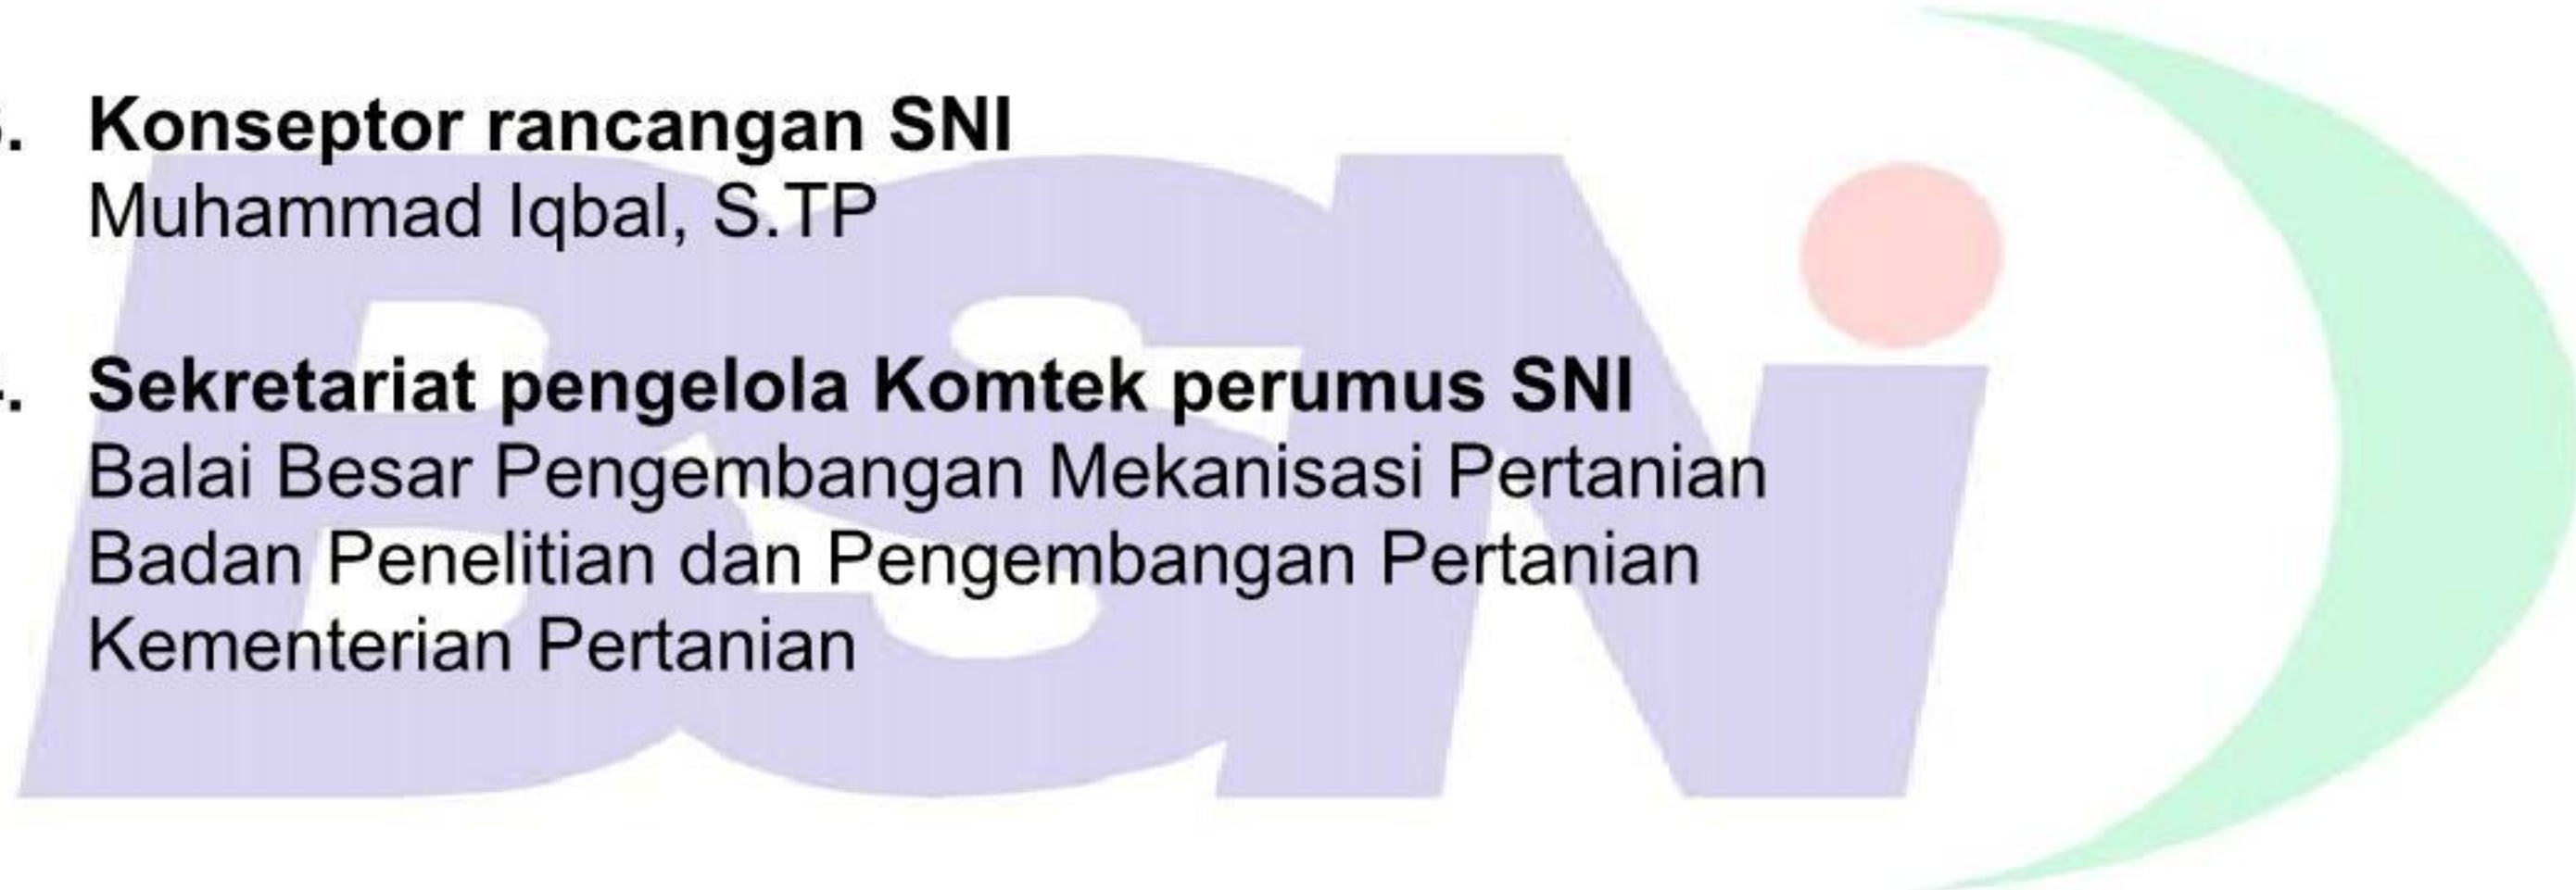 . Konseptor rancangan SNI
Muhammad Iqbal, S.TP
. Sekretariat pengelola Komtek perumus SNI
Balai Besar Pengembangan Mekanisasi Pertanian
Badan Penelitian dan Pengembangan Pertanian
Kementerian Pertanian
BSNi